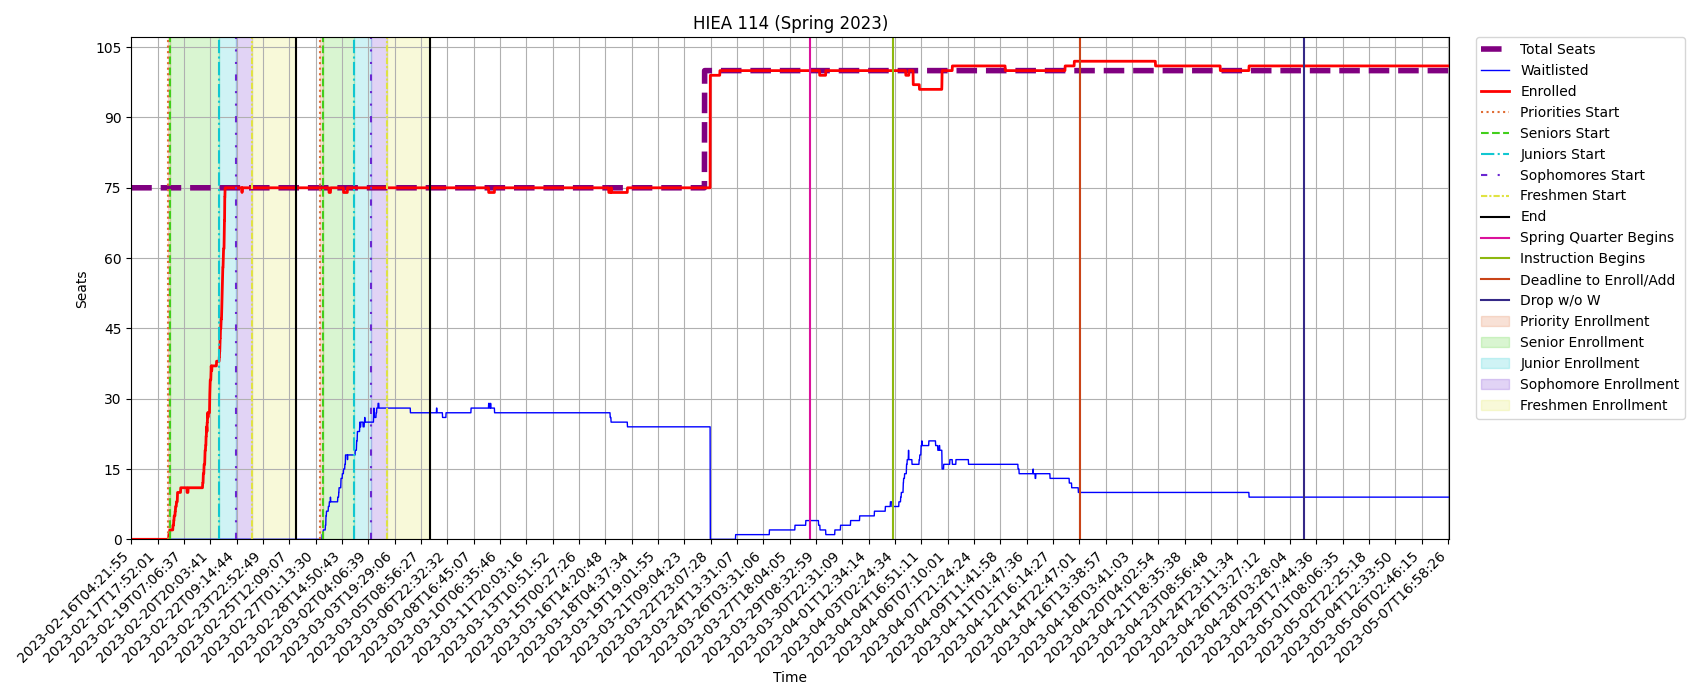 HIEA 114 (Spring 2023)
105
90
75
60
45
30
15
0
Seats
2023-02-16T04:21:55
2023-02-17T17:52:01
2023-02-19T07:06:37
2023-02-20T20:03:41
2023-02-22T09:14:44
2023-02-23T22:52:49
2023-02-25T12:09:07
2023-02-27T01:13:30
2023-02-28T14:50:43
2023-03-02T04:06:39
2023-03-03T19:29:06
2023-03-05T08:56:27
2023-03-06T22:32:32
2023-03-08T16:45:07
2023-03-10T06:35:46
2023-03-11T20:03:16
2023-03-13T10:51:52
2023-03-15T00:27:26
2023-03-16T14:20:48
2023-03-18T04:37:34
2023-03-19T19:01:55
2023-03-21T09:04:23
2023-03-22T23:07:28
2023-03-24T13:31:07
2023-03-26T03:31:06
2023-03-27T18:04:05
2023-03-29T08:32:59
2023-03-30T22:31:09
2023-04-01T12:34:14
2023-04-03T02:24:34
2023-04-04T16:51:11
2023-04-06T07:10:01
2023-04-07T21:24:24
2023-04-09T11:41:58
2023-04-11T01:47:36
2023-04-12T16:14:27
2023-04-14T22:47:01
2023-04-16T13:38:57
2023-04-18T03:41:03
2023-04-20T04:02:54
2023-04-21T18:35:38
2023-04-23T08:56:48
2023-04-24T23:11:34
2023-04-26T13:27:12
2023-04-28T03:28:04
2023-04-29T17:44:36
2023-05-01T08:06:35
2023-05-02T22:25:18
2023-05-04T12:33:50
2023-05-06T02:46:15
2023-05-07T16:58:26
Time
Total Seats
Waitlisted
Enrolled
Priorities Start
Seniors Start
Juniors Start
Sophomores Start
Freshmen Start
End
Spring Quarter Begins
Instruction Begins
Deadline to Enroll/Add
Drop w/o W
Priority Enrollment
Senior Enrollment
Junior Enrollment
Sophomore Enrollment
Freshmen Enrollment